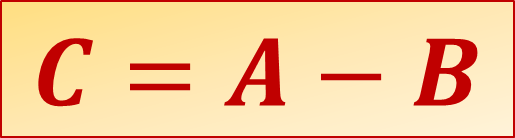 C = A − B